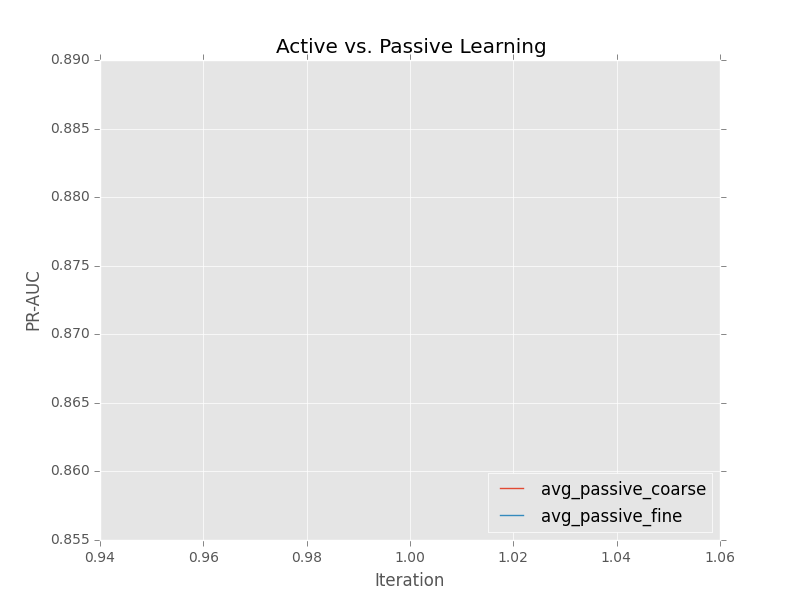 Active vs. Passive Learning
0.890
0.885
0.880
0.875
0.870
0.865
0.860
0.855
PR-AUC
avg_passive_coarse
avg_passive_fine
0.94 0.96 0.98 1.00 1.02 1.04 1.06
Iteration